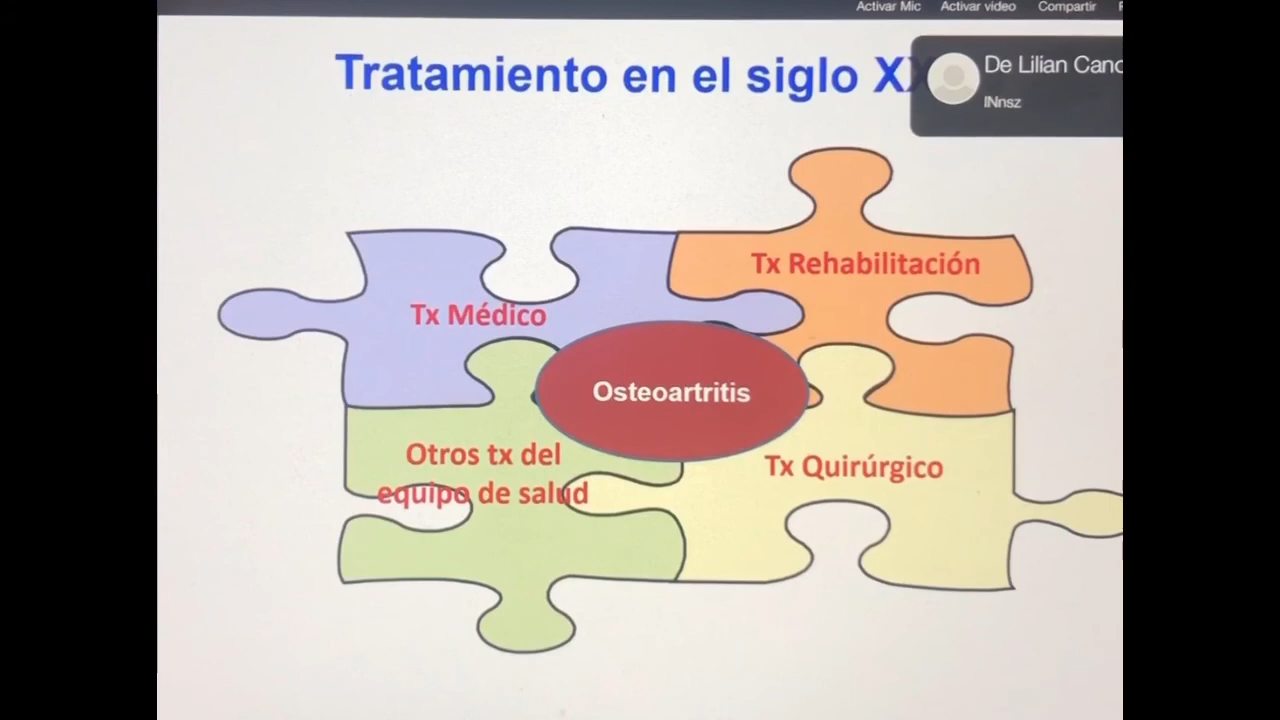 Activar Mic Activar video Compartir
Tratamiento en el siglo
De Lilian Canc
INnsz
Tx Rehabilitación
Tx Médico
Osteoartritis
Otros tx del
equipo de salud
Tx Quirúrgico